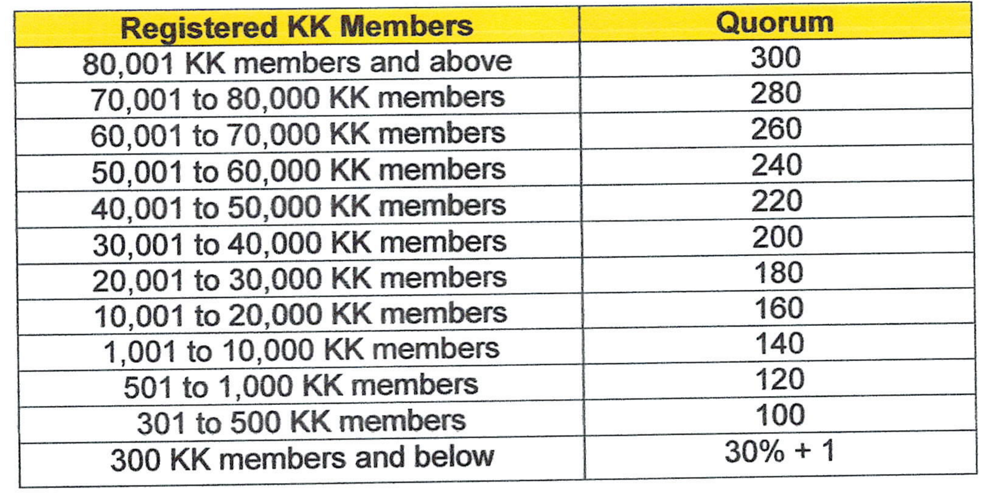 Registered KK Members Quorum
80,001 KK members and above 300
70,001 to 80,000 KK members 280
60,001 to 70,000 KK members 260
50,001 to 60,000 KK members 240
40,001 to 50,000 KK members 220
30,001 to 40,000 KK members 200
20,001 to 30,000 KK members 180
10,001 to 20,000 KK members 160
1,001 to 10,000 KK members 140
501 to 1,000 KK members 120
301 to 500 KK members 100
300 KK members and below 30% + 1